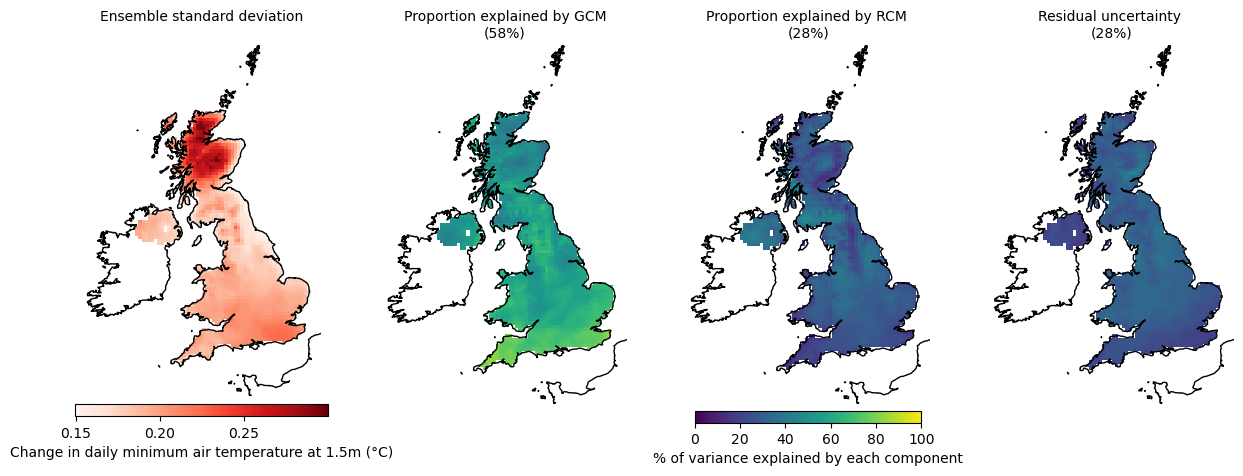 Ensemble standard deviation
Proportion explained by GCM
(58%)
Proportion explained by RCM
(28%)
Residual uncertainty
(28%)
0.15 0.20 0.25
Change in daily minimum air temperature at 1.5m (°C)
0 20 40 60 80 100
% of variance explained by each component